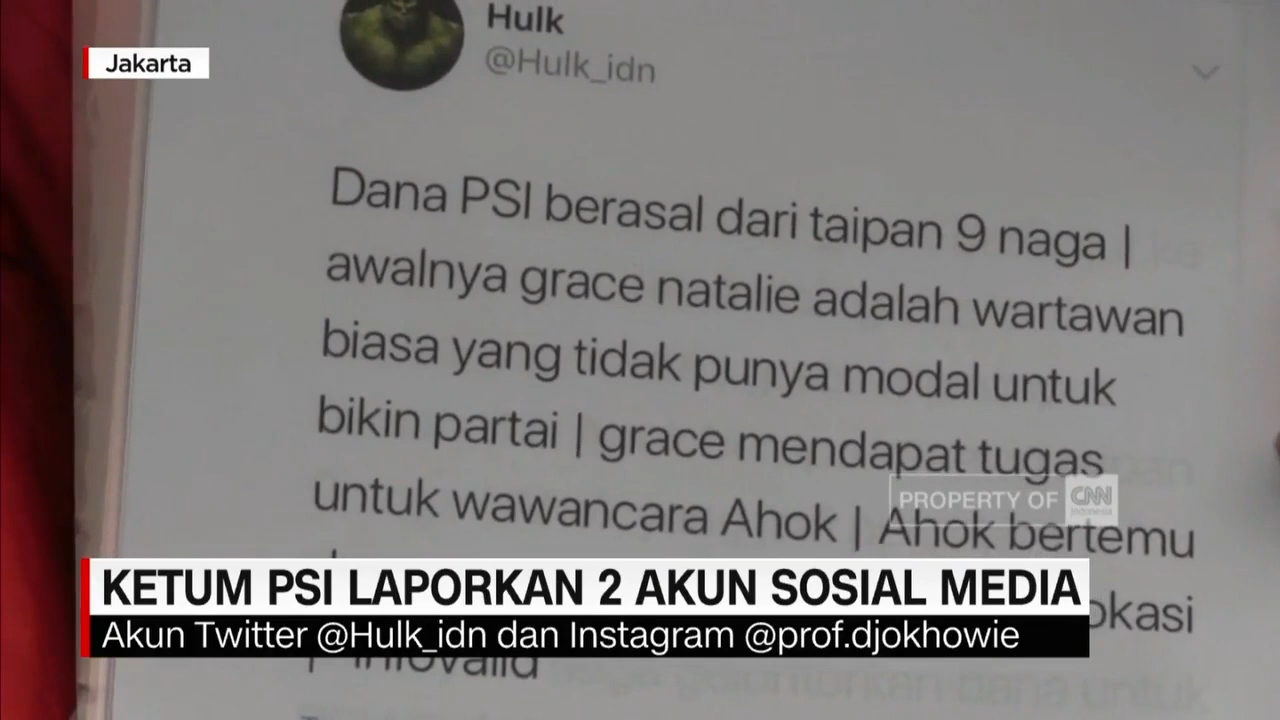 Hulk
@Hulk_idn
Jakarta
Dana PSI berasal dari taipan 9 naga |
awalnya grace natalie adalah wartawan
biasa yang tidak punya modal untuk
bikin partai | grace mendapat tugas
untuk wawancara Ahok | Ahok bertemu
PROPERTY OF CNN Indonesia
KETUM PSI LAPORKAN 2 AKUN SOSIAL MEDIA
Akun Twitter @Hulk_idn dan Instagram @prof.djokhowie